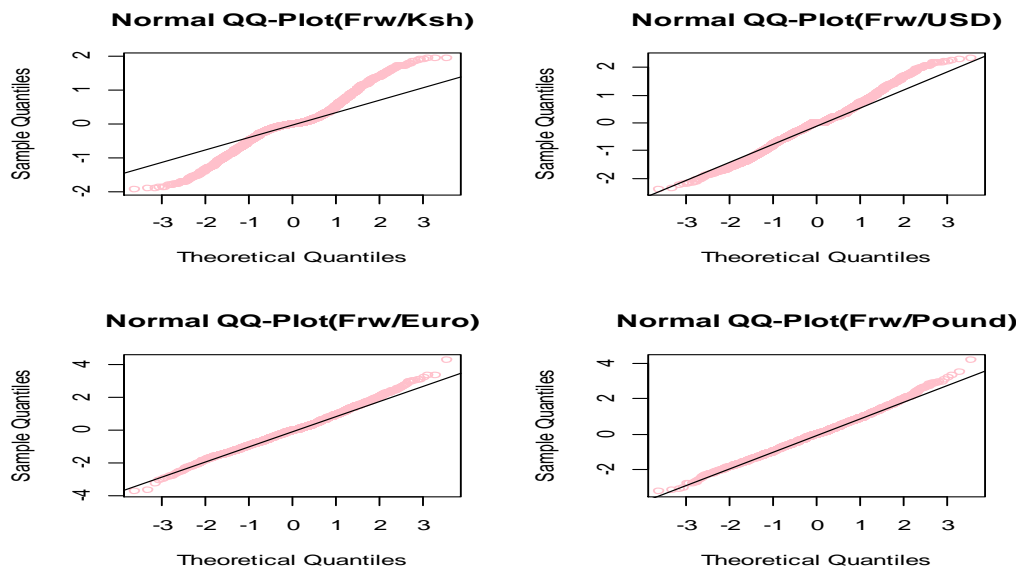 Normal QQ-Plot(Frw/Ksh)
Sample Quantiles
2
1
0
-1
-2
-3 -2 -1 0 1 2 3
Theoretical Quantiles
Normal QQ-Plot(Frw/USD)
Sample Quantiles
2
1
0
-1
-2
-3 -2 -1 0 1 2 3
Theoretical Quantiles
Normal QQ-Plot(Frw/Euro)
Sample Quantiles
4
2
0
-2
-4
-3 -2 -1 0 1 2 3
Theoretical Quantiles
Normal QQ-Plot(Frw/Pound)
Sample Quantiles
4
2
0
-2
-3 -2 -1 0 1 2 3
Theoretical Quantiles